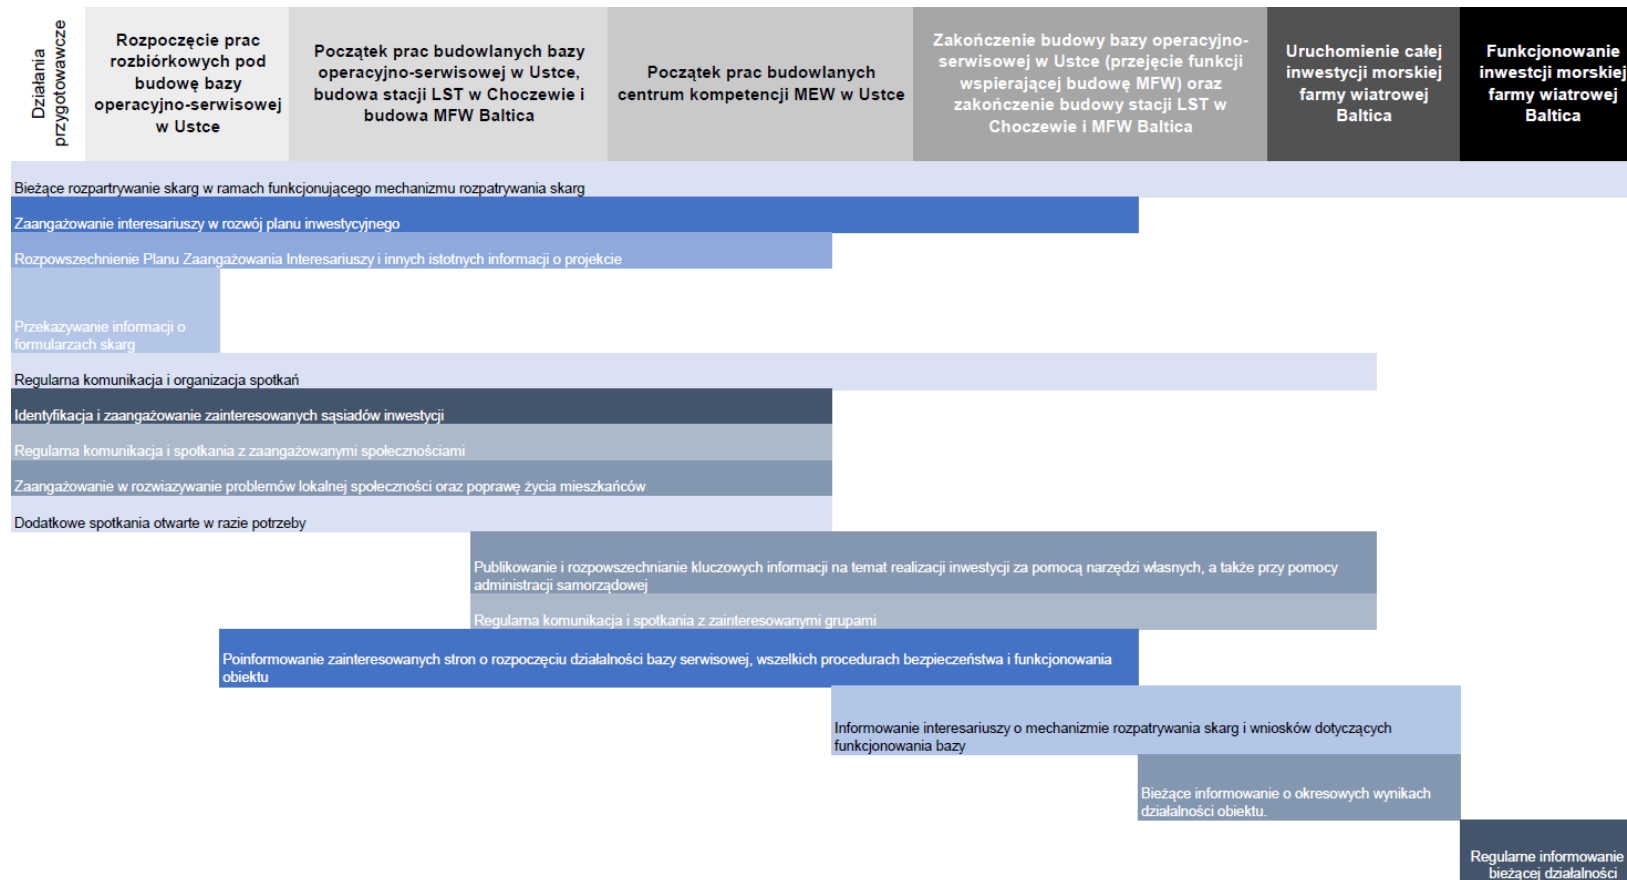 Działania
przygotowawcze
Rozpoczęcie prac
rozbiórkowych pod
budowę bazy
operacyjno-serwisowej
w Ustce
Początek prac budowlanych bazy
operacyjno-serwisowej w Ustce,
budowa stacji LST w Choczewie i
budowa MFW Baltica
Początek prac budowlanych
centrum kompetencji MEW w Ustce
Zakończenie budowy bazy operacyjno-
serwisowej w Ustce (przejęcie funkcji
wspierającej budowę MFW) oraz
zakończenie budowy stacji LST w
Choczewie i MFW Baltica
Uruchomienie całej
inwestycji morskiej
farmy wiatrowej
Baltica
Funkcjonowanie
inwestcji morskiej
farmy wiatrowej
Baltica
Bieżące rozpartrywanie skarg w ramach funkcjonującego mechanizmu rozpatrywania skarg
Zaangażowanie interesariuszy w rozwój planu inwestycyjnego
Rozpowszechnienie Planu Zaangażowania Interesariuszy i innych istotnych informacji o projekcie
Przekazywanie informacji o
formularzach skarg
Regularna komunikacja i organizacja spotkań
Identyfikacja i zaangażowanie zainteresowanych sąsiadów inwestycji
Regularna komunikacja i spotkania z zaangażowanymi społecznościami
Zaangażowanie w rozwiazywanie problemów lokalnej społeczności oraz poprawę życia mieszkańców
Dodatkowe spotkania otwarte w razie potrzeby
Publikowanie i rozpowszechnianie kluczowych informacji na temat realizacji inwestycji za pomocą narzędzi własnych, a także przy pomocy
administracji samorządowej
Regularna komunikacja i spotkania z zainteresowanymi grupami
Poinformowanie zainteresowanych stron o rozpoczęciu działalności bazy serwisowej, wszelkich procedurach bezpieczeństwa i funkcjonowania
obiektu
Informowanie interesariuszy o mechanizmie rozpatrywania skarg i wniosków dotyczących
funkcjonowania bazy
Bieżące informowanie o okresowych wynikach
działalności obiektu.
Regularne informowanie
bieżącej działalności